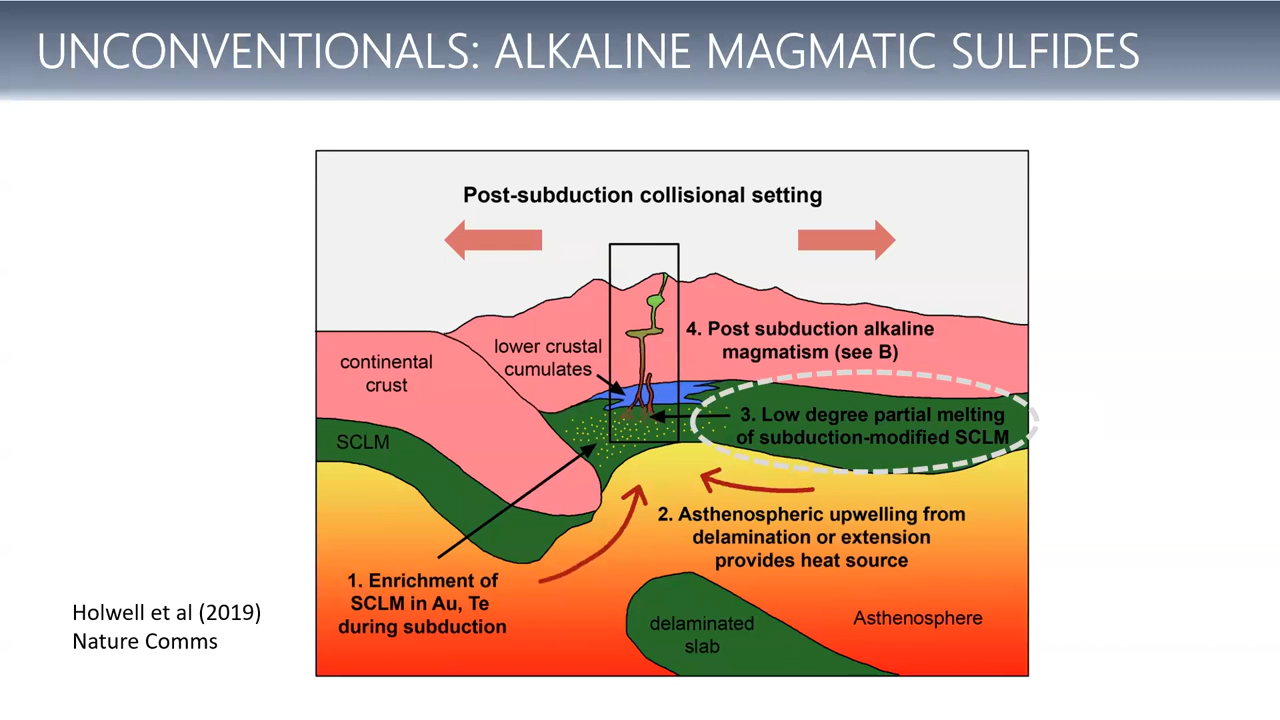 UNCONVENTIONALS: ALKALINE MAGMATIC SULFIDES
Post-subduction collisional setting
4. Post subduction alkaline
magmatism (see B)
lower crustal
cumulates
continental
crust
3. Low degree partial melting
of subduction-modified SCLM
SCLM
2. Asthenospheric upwelling from
delamination or extension
provides heat source
1. Enrichment of
SCLM in Au, Te
during subduction
delaminated
slab
Asthenosphere
Holwell et al (2019)
Nature Comms